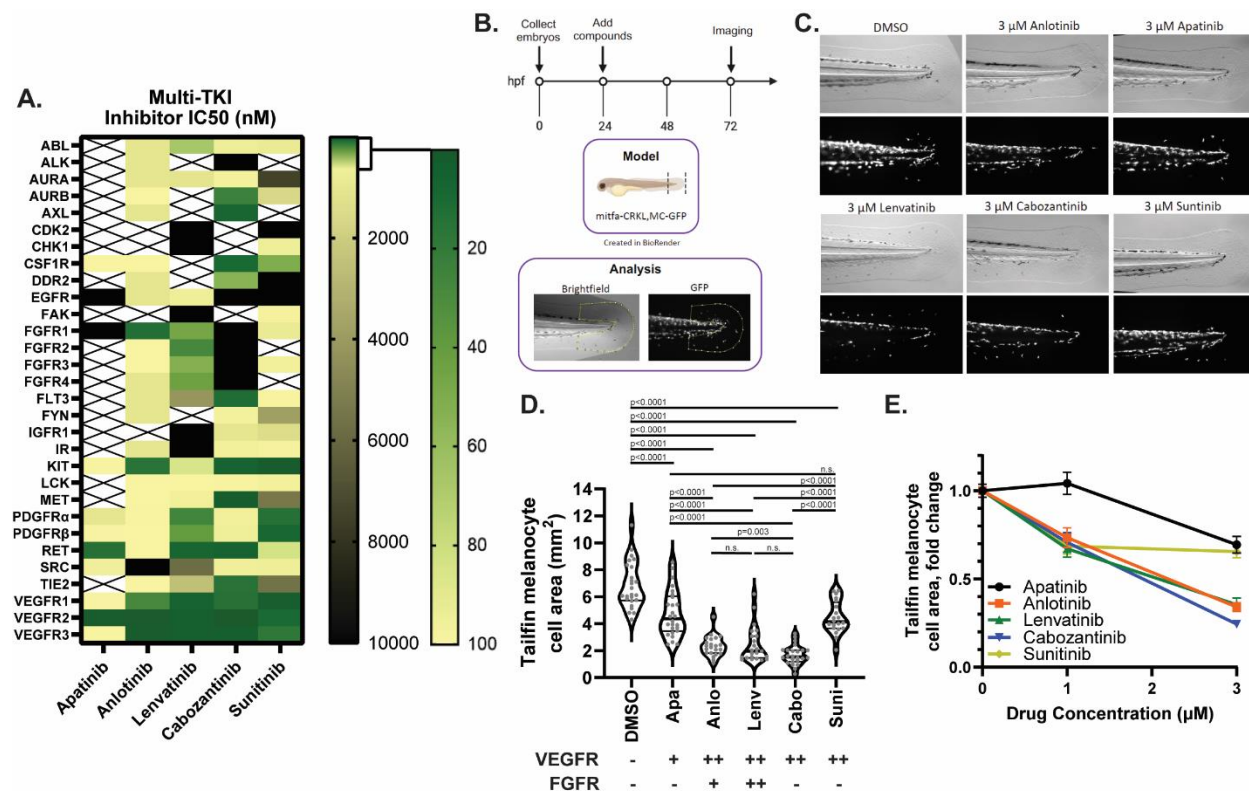 A.
Multi-TKI
Inhibitor IC50 (nM)
ABL
ALK
AURA
AURB
AXL
CDK2
CHK1
CSF1R
DDR2
EGFR
FAK
FGFR1
FGFR2
FGFR3
FGFR4
FLT3
FYN
IGFR1
IR
KIT
LCK
MET
PDGFRα
PDGFRβ
RET
SRC
TIE2
VEGFR1
VEGFR2
VEGFR3
Apatinib
Anlotinib
Lenvatinib
Cabozantinib
Sunitinib
2000
4000
6000
8000
10000
20
40
60
80
100
B.
Collect
embryos
Add
compounds
Imaging
hpf
0
24
48
72
Model
mitfa-CRKL,MC-GFP
Created in BioRender
Analysis
Brightfield
GFP
C.
DMSO
3 µM Anlotinib
3 µM Apatinib
3 µM Lenvatinib
3 µM Cabozantinib
3 µM Suntinib
D.
p<0.0001
p<0.0001
p<0.0001
p<0.0001
p<0.0001
n.s.
p<0.0001
p<0.0001
p<0.0001
p<0.0001
p<0.0001
p<0.0001
p=0.003
n.s.
n.s.
Tailfin melanocyte
cell area (mm²)
14
12
10
8
6
4
2
0
DMSO
Apa
Anlo
Lenv
Cabo
Suni
VEGFR - + ++ ++ ++ ++
FGFR - - + ++ - -
E.
Tailfin melanocyte
cell area, fold change
1.0
0.5
0.0
Apatinib
Anlotinib
Lenvatinib
Cabozantinib
Sunitinib
0
1
2
3
Drug Concentration (µM)